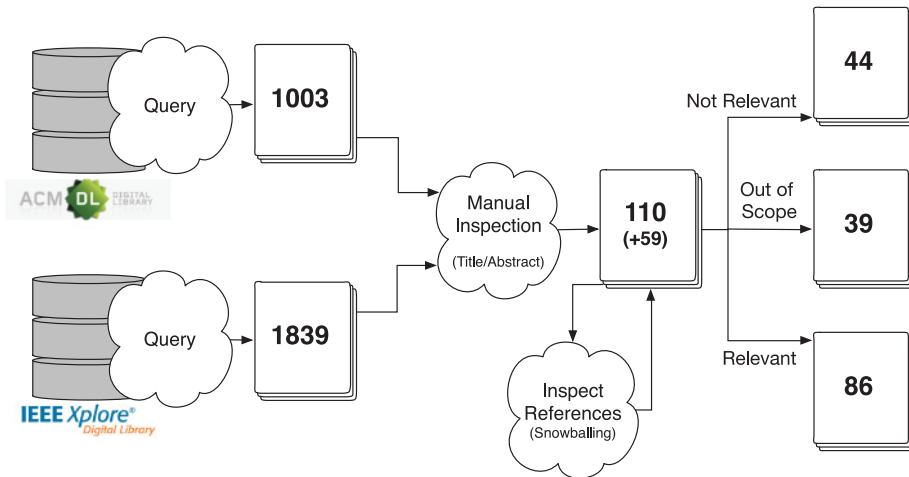 Query
1003
ACM DL DIGITAL
LIBRARY
Query
1839
IEEE Xplore®
Digital Library
Manual
Inspection
(Title/Abstract)
110
(+59)
Inspect
References
(Snowballing)
Not Relevant
44
Out of
Scope
39
Relevant
86